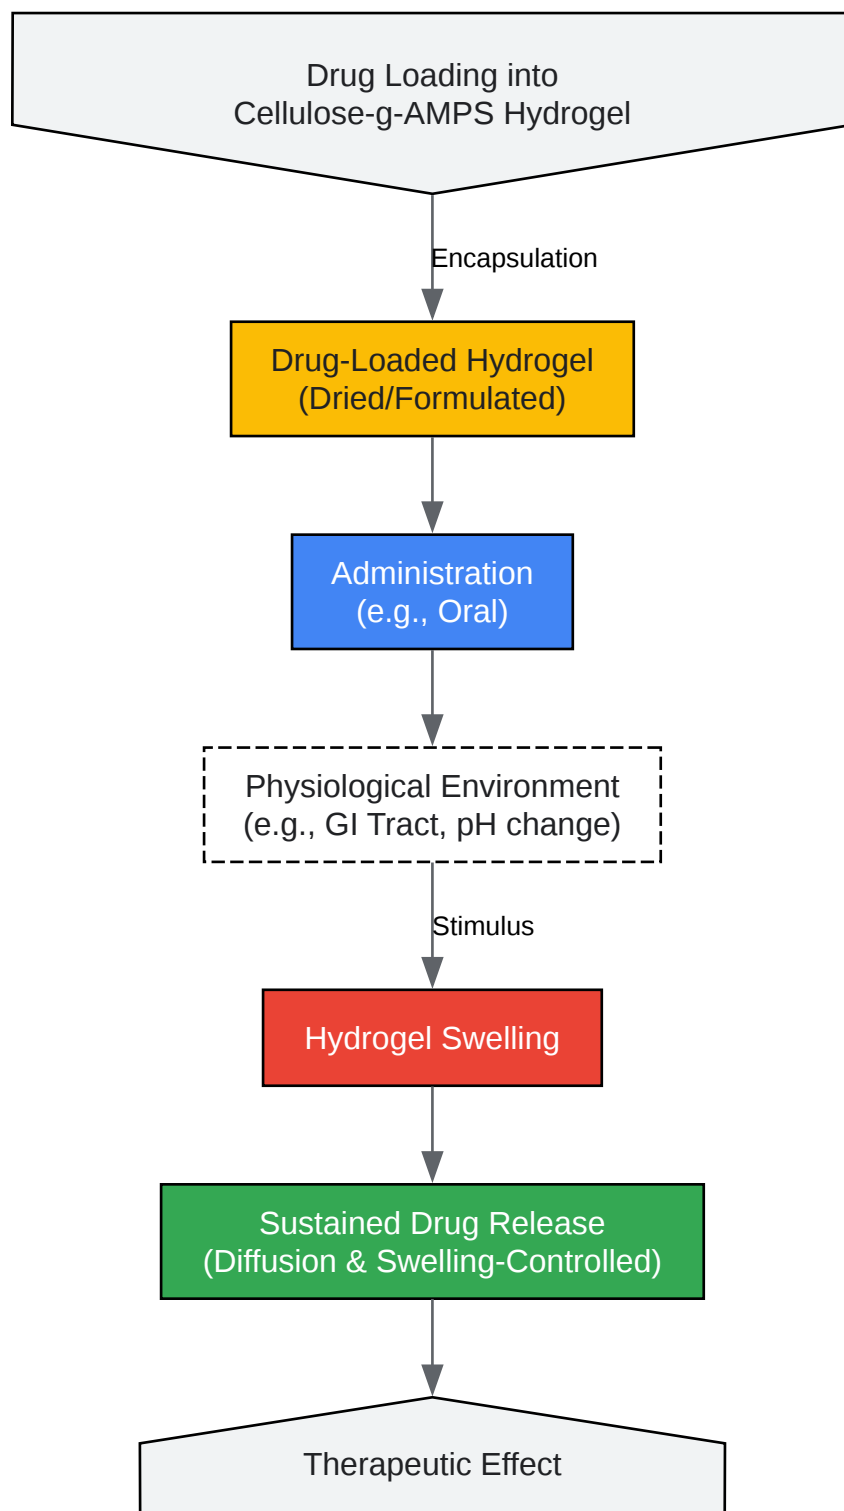 Drug Loading into
Cellulose-g-AMPS Hydrogel
Encapsulation
Drug-Loaded Hydrogel
(Dried/Formulated)
Administration
(e.g., Oral)
Physiological Environment
(e.g., GI Tract, pH change)
Stimulus
Hydrogel Swelling
Sustained Drug Release
(Diffusion & Swelling-Controlled)
Therapeutic Effect